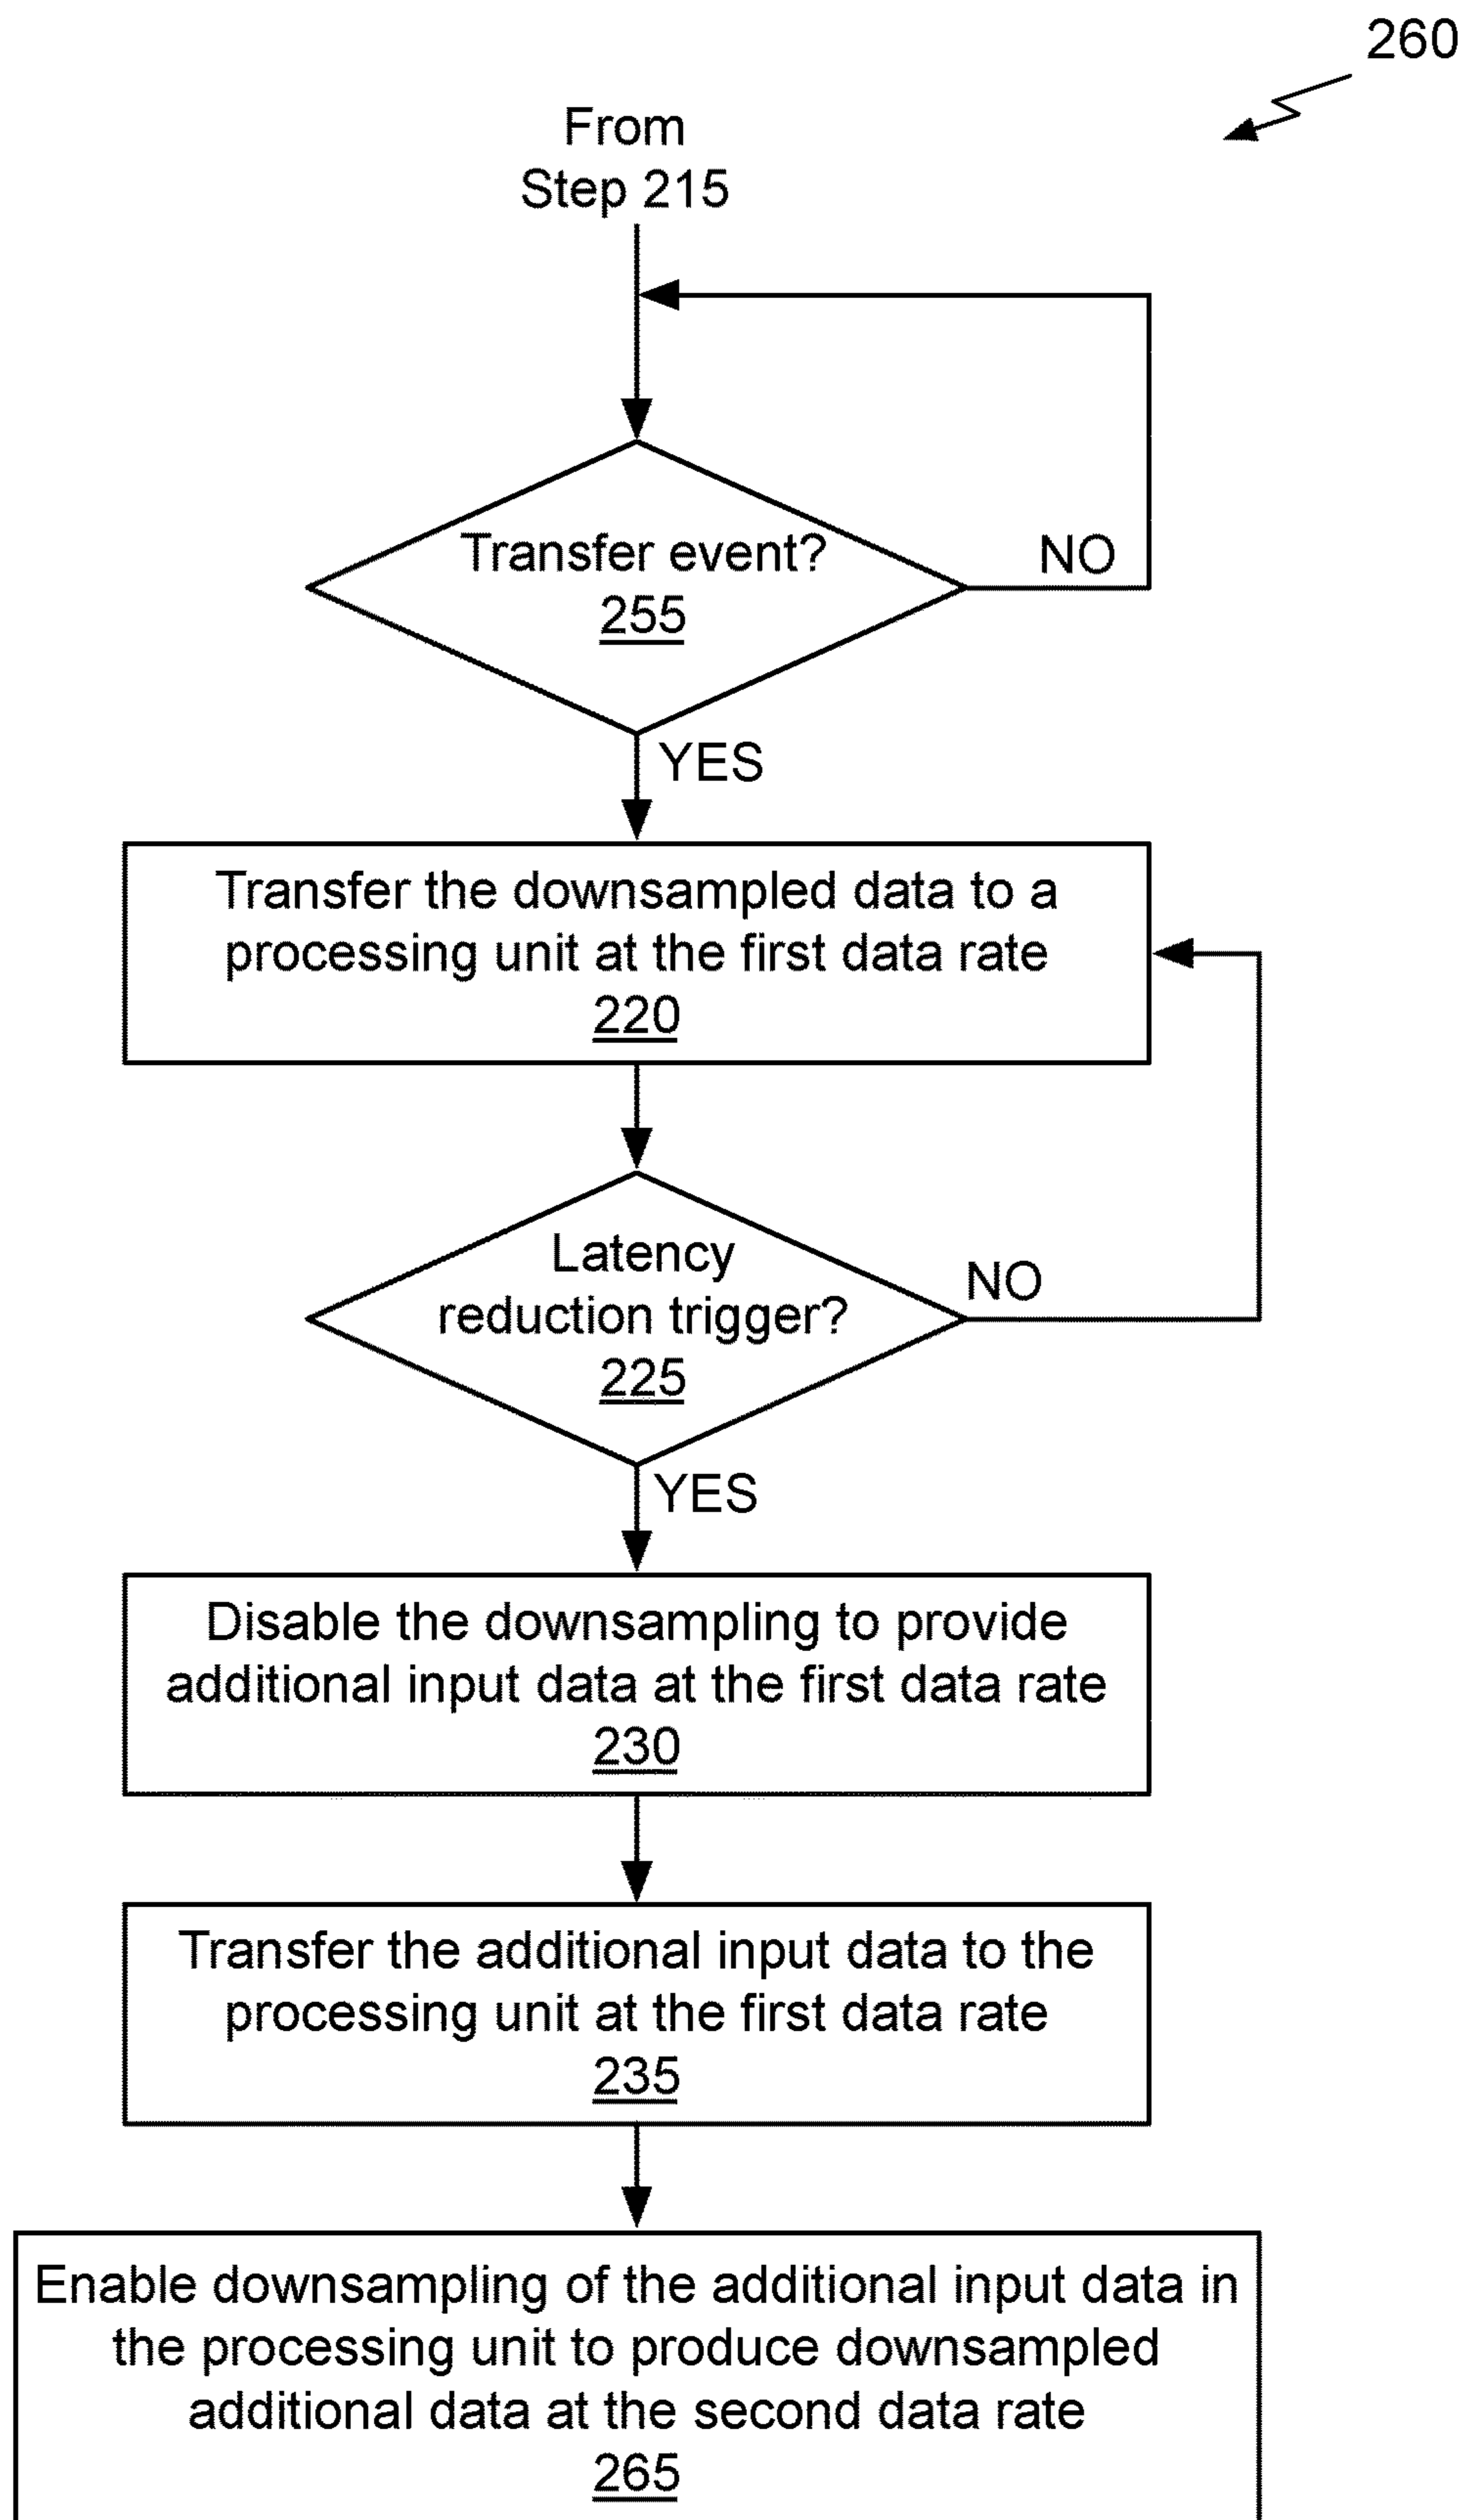 260
From
Step 215
Transfer event?
255
NO
YES
Transfer the downsampled data to a
processing unit at the first data rate
220
Latency
reduction trigger?
225
NO
YES
Disable the downsampling to provide
additional input data at the first data rate
230
Transfer the additional input data to the
processing unit at the first data rate
235
Enable downsampling of the additional input data in
the processing unit to produce downsampled
additional data at the second data rate
265